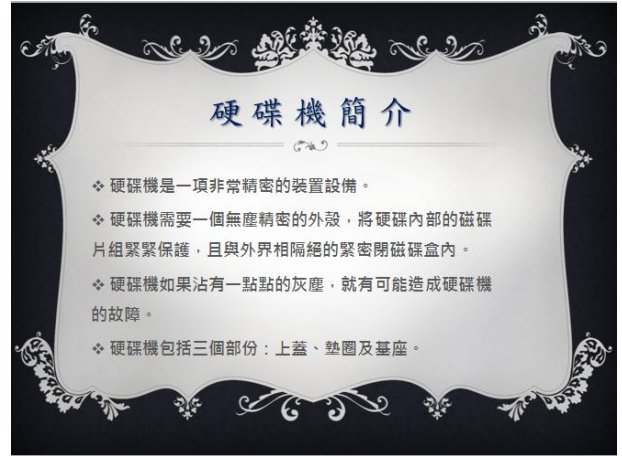 硬碟機簡介
❖ 硬碟機是一項非常精密的裝置設備。
❖ 硬碟機需要一個無塵精密的外殼，將硬碟內部的磁碟
片組緊緊保護，且與外界相隔絕的緊密閉磁碟盒內。
❖ 硬碟機如果沾有一點點的灰塵，就有可能造成硬碟機
的故障。
❖ 硬碟機包括三個部份：上蓋、墊圈及基座。